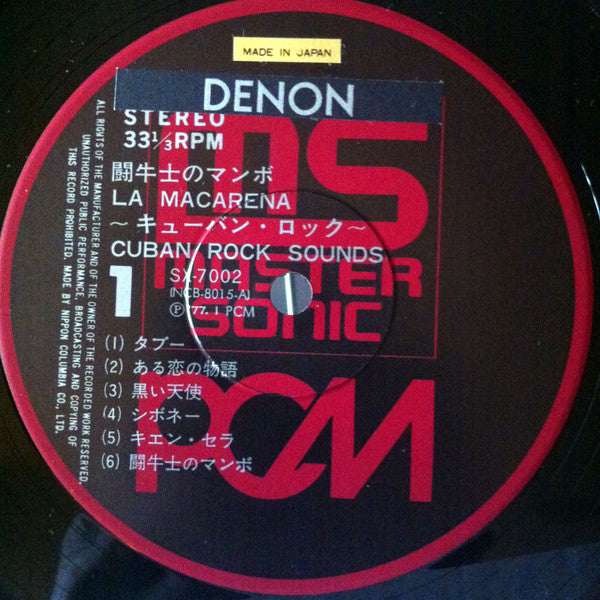 MADE IN JAPAN
DENON
STEREO
33 1/3 RPM
MS
MASTER
SONIC
PCM
闘牛士のマンボ
LA MACARENA
～キューバン・ロック～
CUBAN ROCK SOUNDS
1
SX-7002
(NCB-8015-A)
Ⓟ'77.1 PCM
(1) タブー
(2) ある恋の物語
(3) 黒い天使
(4) シボネー
(5) キエン・セラ
(6) 闘牛士のマンボ
ALL RIGHTS OF THE MANUFACTURER AND OF THE OWNER OF THE RECORDED WORK RESERVED.
UNAUTHORIZED PUBLIC PERFORMANCE, BROADCASTING AND COPYING OF
THIS RECORD PROHIBITED. MADE BY NIPPON COLUMBIA CO., LTD.